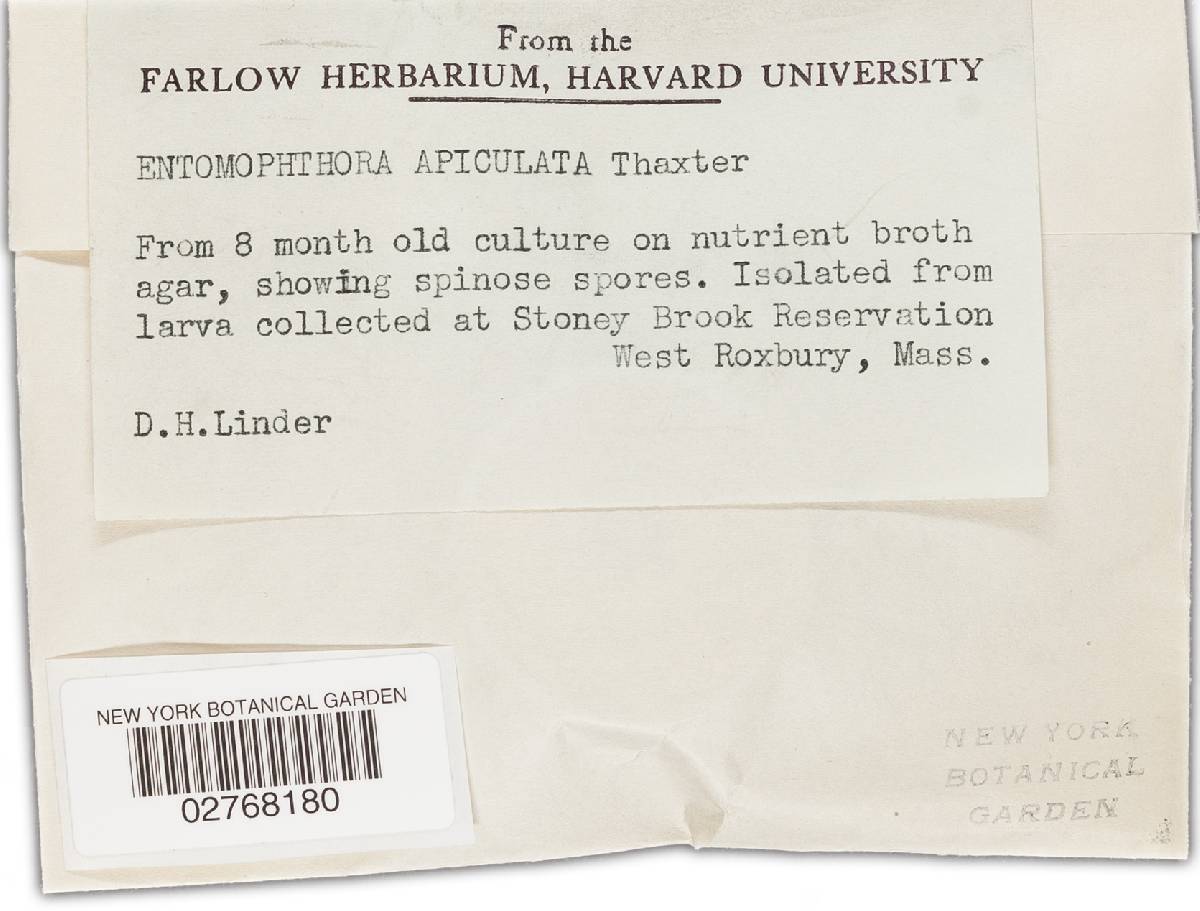 From the
FARLOW HERBARIUM, HARVARD UNIVERSITY
ENTOMOPHTHORA APICULATA Thaxter
From 8 month old culture on nutrient broth
agar, showing spinose spores. Isolated from
larva collected at Stoney Brook Reservation
West Roxbury, Mass.
D.H.Linder
NEW YORK BOTANICAL GARDEN
02768180
NEW YORK
BOTANICAL
GARDEN